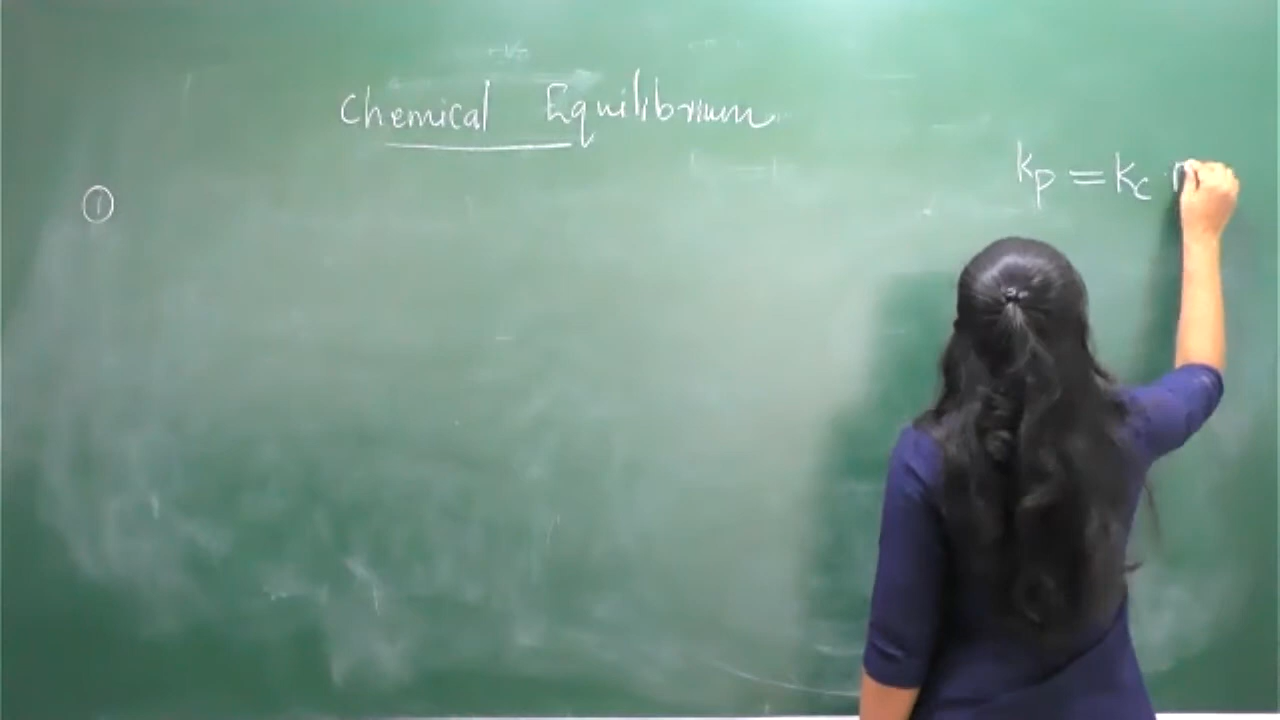 Chemical Equilibrium
①
kp = kc